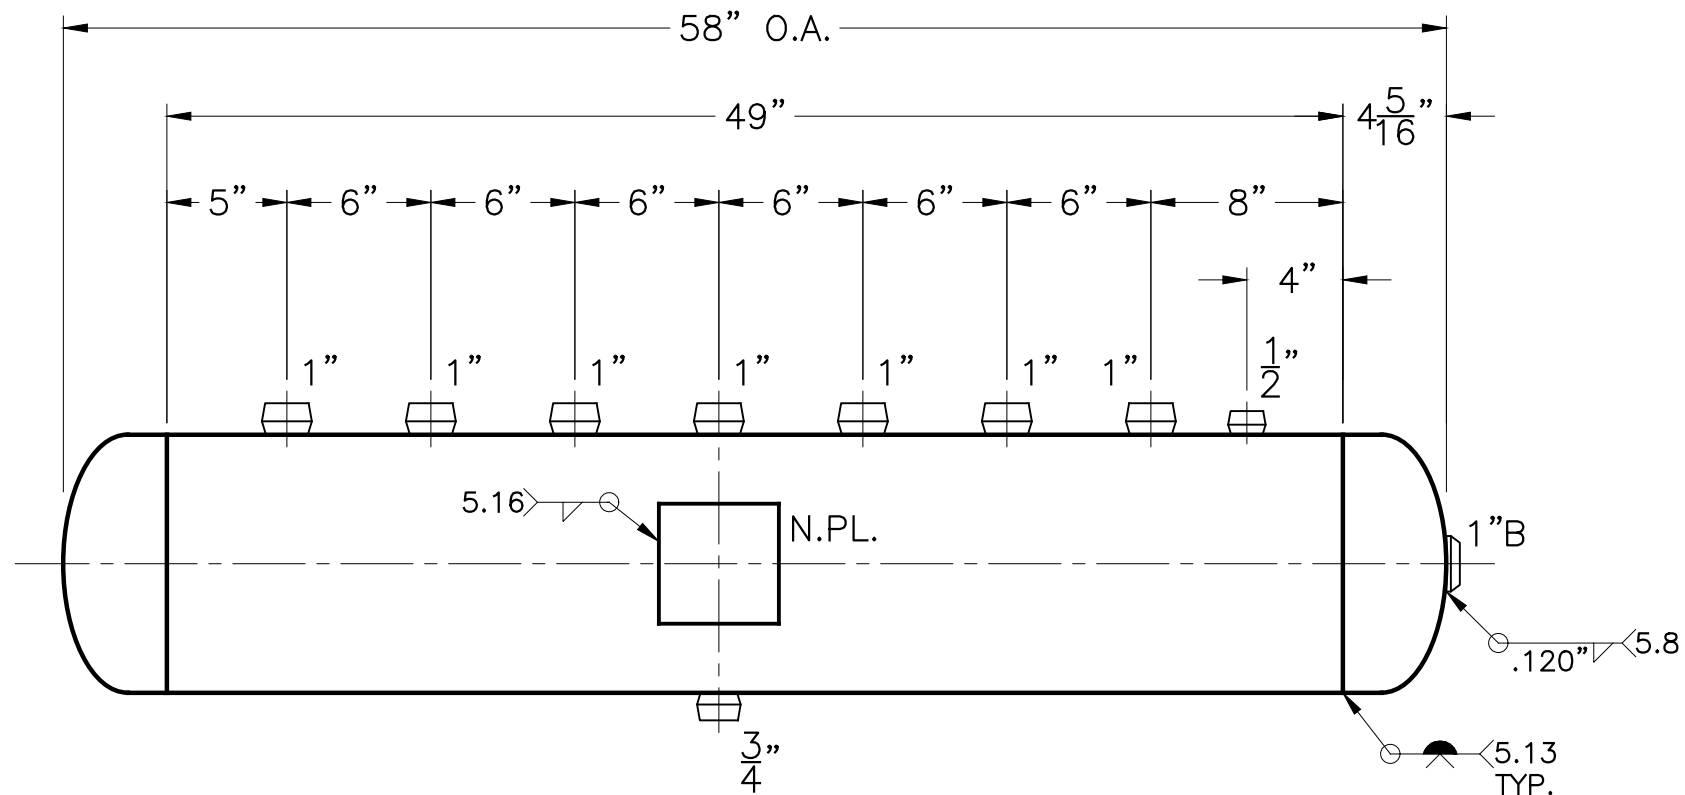 58” O.A.
49”
4 5/16”
5” 6” 6” 6” 6” 6” 6” 8”
4”
1” 1” 1” 1” 1” 1” 1” 1/2”
5.16
N.PL.
1”B
.120” 5.8
3/4”
5.13
TYP.